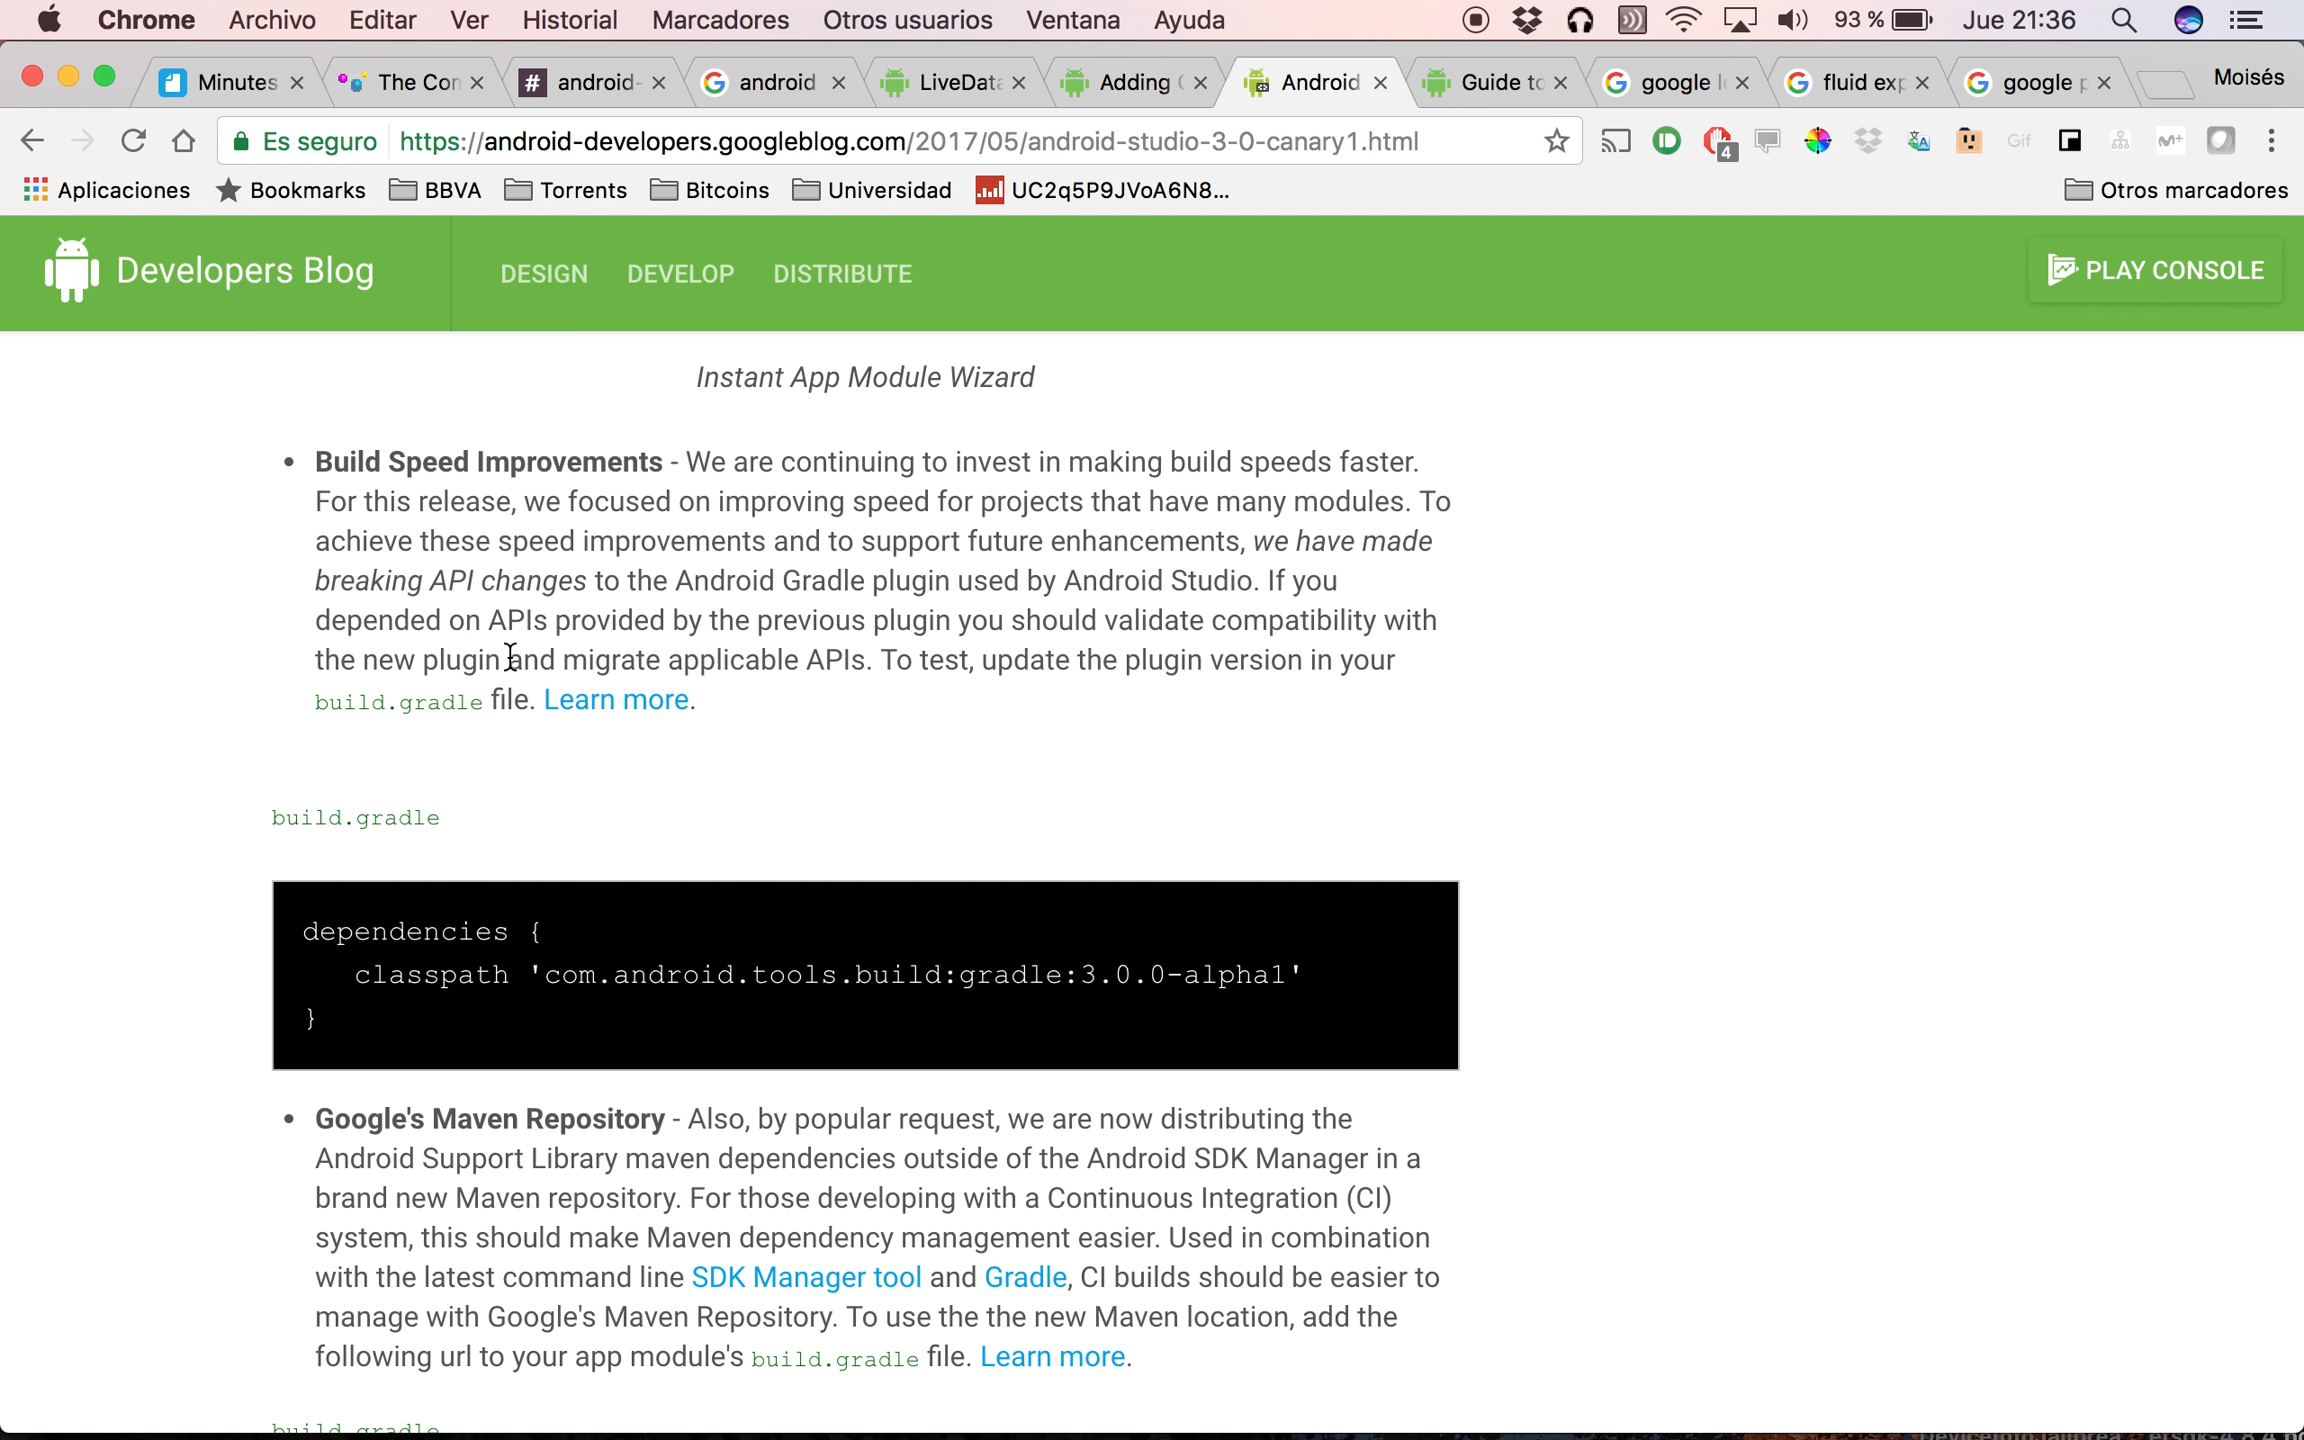 Chrome Archivo Editar Ver Historial Marcadores Otros usuarios Ventana Ayuda 93 % Jue 21:36
Minutes The Con # android- android LiveData Adding Android Guide to google fluid exp google Moisés
Es seguro https://android-developers.googleblog.com/2017/05/android-studio-3-0-canary1.html 4 Gif M+
Aplicaciones Bookmarks BBVA Torrents Bitcoins Universidad UC2q5P9JVoA6N8... Otros marcadores
Developers Blog DESIGN DEVELOP DISTRIBUTE PLAY CONSOLE
Instant App Module Wizard
• Build Speed Improvements - We are continuing to invest in making build speeds faster.
For this release, we focused on improving speed for projects that have many modules. To
achieve these speed improvements and to support future enhancements, we have made
breaking API changes to the Android Gradle plugin used by Android Studio. If you
depended on APIs provided by the previous plugin you should validate compatibility with
the new plugin and migrate applicable APIs. To test, update the plugin version in your
build.gradle file. Learn more.
build.gradle
dependencies {
classpath 'com.android.tools.build:gradle:3.0.0-alpha1'
}
• Google's Maven Repository - Also, by popular request, we are now distributing the
Android Support Library maven dependencies outside of the Android SDK Manager in a
brand new Maven repository. For those developing with a Continuous Integration (CI)
system, this should make Maven dependency management easier. Used in combination
with the latest command line SDK Manager tool and Gradle, CI builds should be easier to
manage with Google's Maven Repository. To use the the new Maven location, add the
following url to your app module's build.gradle file. Learn more.
build.gradle